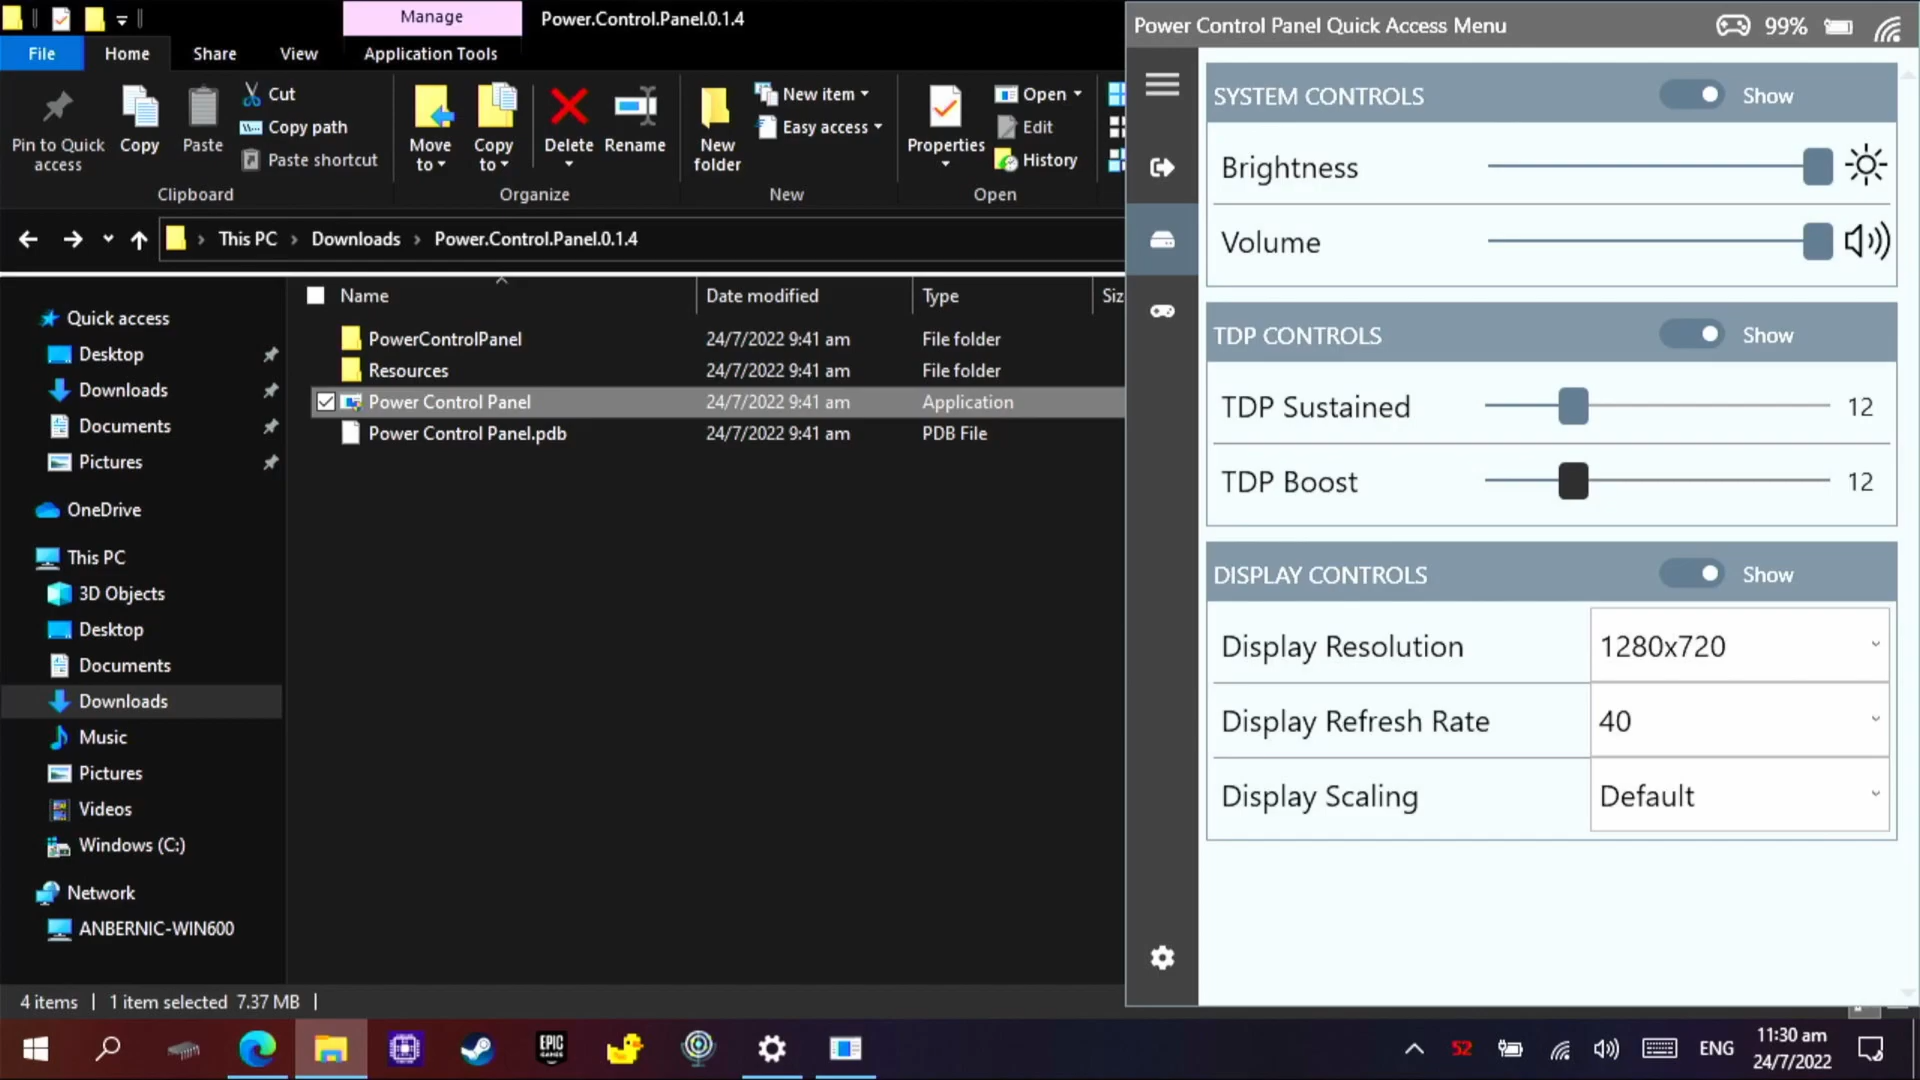 Manage
Power.Control.Panel.0.1.4
File
Home
Share
View
Application Tools
Pin to Quick access
Copy
Paste
Cut
Copy path
Paste shortcut
Clipboard
Move to
Copy to
Delete
Rename
Organize
New folder
New item
Easy access
New
Properties
Open
Edit
History
Open
This PC
Downloads
Power.Control.Panel.0.1.4
Name
Date modified
Type
Siz
PowerControlPanel
24/7/2022 9:41 am
File folder
Resources
24/7/2022 9:41 am
File folder
Power Control Panel
24/7/2022 9:41 am
Application
Power Control Panel.pdb
24/7/2022 9:41 am
PDB File
Quick access
Desktop
Downloads
Documents
Pictures
OneDrive
This PC
3D Objects
Desktop
Documents
Downloads
Music
Pictures
Videos
Windows (C:)
Network
ANBERNIC-WIN600
4 items
1 item selected 7.37 MB
Power Control Panel Quick Access Menu
99%
SYSTEM CONTROLS
Show
Brightness
Volume
TDP CONTROLS
Show
TDP Sustained
12
TDP Boost
12
DISPLAY CONTROLS
Show
Display Resolution
1280x720
Display Refresh Rate
40
Display Scaling
Default
EPIC
GAMES
52
ENG
11:30 am
24/7/2022